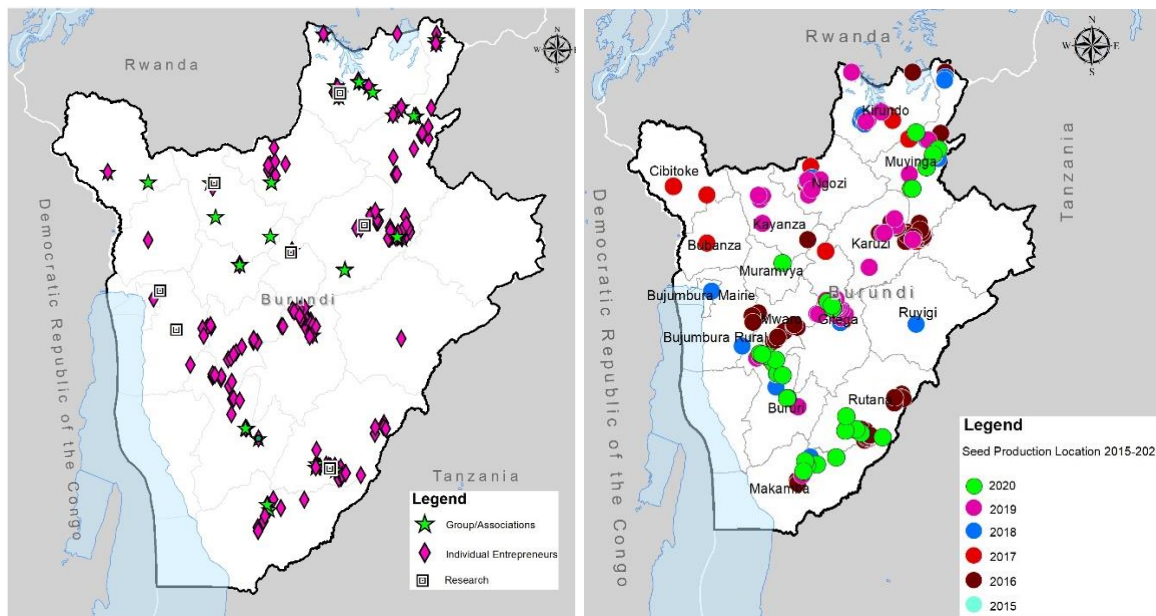 N
W E
S
Rwanda
Democratic Republic of the Congo
Burundi
Tanzania
Legend
Group/Associations
Individual Entrepreneurs
Research
N
W E
S
Rwanda
Tanzania
Democratic Republic of the Congo
Kirundo
Muyinga
Cibitoke
Ngozi
Kayanza
Karuzi
Bubanza
Muramvya
Burundi
Bujumbura Mairie
Gitega
Ruyigi
Mwaro
Bujumbura Rural
Rutana
Bururi
Makamba
Legend
Seed Production Location 2015-202
2020
2019
2018
2017
2016
2015